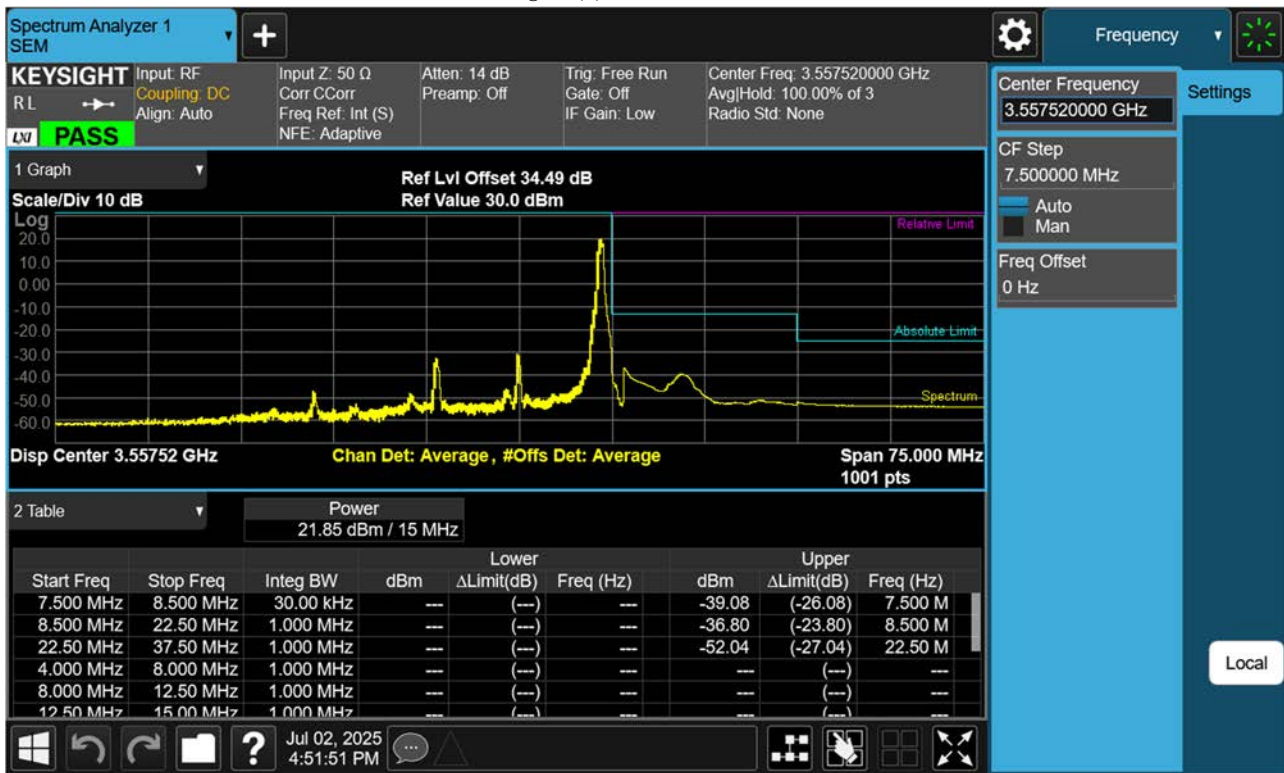 Spectrum Analyzer 1
SEM
Frequency
KEYSIGHT
R L
LXI
PASS
Input: RF
Coupling: DC
Align: Auto
Input Z: 50 Ω
Corr CCorr
Freq Ref: Int (S)
NFE: Adaptive
Atten: 14 dB
Preamp: Off
Trig: Free Run
Gate: Off
IF Gain: Low
Center Freq: 3.557520000 GHz
Avg|Hold: 100.00% of 3
Radio Std: None
Center Frequency
3.557520000 GHz
Settings
CF Step
7.500000 MHz
Auto
Man
Freq Offset
0 Hz
Local
1 Graph
Scale/Div 10 dB
Ref Lvl Offset 34.49 dB
Ref Value 30.0 dBm
Log
20.0
10.0
0.00
-10.0
-20.0
-30.0
-40.0
-50.0
-60.0
Relative Limit
Absolute Limit
Spectrum
Disp Center 3.55752 GHz
Chan Det: Average, #Offs Det: Average
Span 75.000 MHz
1001 pts
2 Table
Power
21.85 dBm / 15 MHz
Lower Upper
Start Freq Stop Freq Integ BW dBm ΔLimit(dB) Freq (Hz) dBm ΔLimit(dB) Freq (Hz)
7.500 MHz 8.500 MHz 30.00 kHz --- (---) --- -39.08 (-26.08) 7.500 M
8.500 MHz 22.50 MHz 1.000 MHz --- (---) --- -36.80 (-23.80) 8.500 M
22.50 MHz 37.50 MHz 1.000 MHz --- (---) --- -52.04 (-27.04) 22.50 M
4.000 MHz 8.000 MHz 1.000 MHz --- (---) --- --- (---) ---
8.000 MHz 12.50 MHz 1.000 MHz --- (---) --- --- (---) ---
12.50 MHz 15.00 MHz 1.000 MHz --- (---) --- --- (---) ---
?
Jul 02, 2025
4:51:51 PM